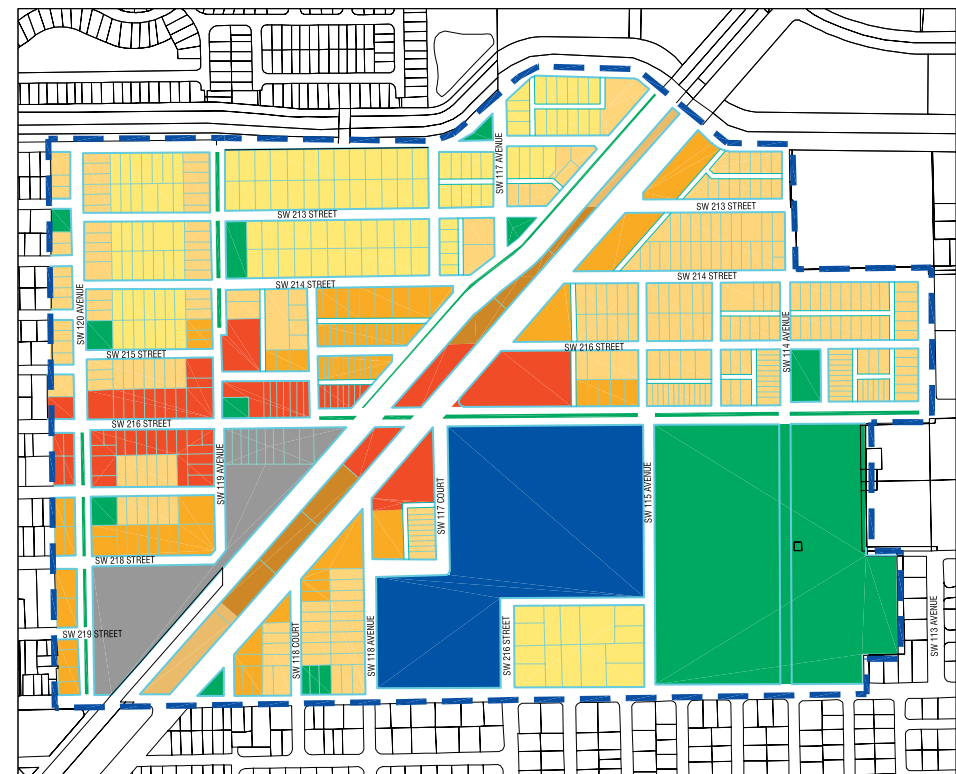 SW 117 AVENUE
SW 213 STREET
SW 213 STREET
SW 214 STREET
SW 214 STREET
SW 120 AVENUE
SW 114 AVENUE
SW 215 STREET
SW 216 STREET
SW 216 STREET
SW 119 AVENUE
SW 117 COURT
SW 115 AVENUE
SW 218 STREET
SW 113 AVENUE
SW 219 STREET
SW 118 COURT
SW 118 AVENUE
SW 216 STREET